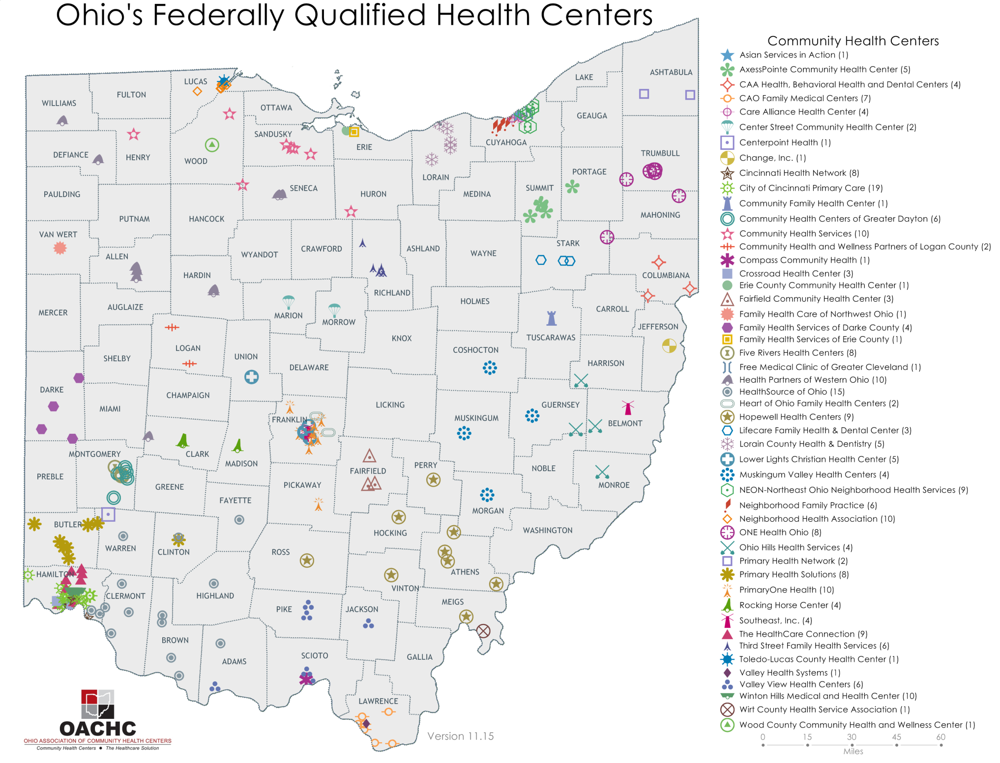 Ohio's Federally Qualified Health Centers
Community Health Centers
Asian Services in Action (1)
AxessPointe Community Health Center (5)
CAA Health, Behavioral Health and Dental Centers (4)
CAO Family Medical Centers (7)
Care Alliance Health Center (4)
Center Street Community Health Center (2)
Centerpoint Health (1)
Change, Inc. (1)
Cincinnati Health Network (8)
City of Cincinnati Primary Care (19)
Community Family Health Center (1)
Community Health Centers of Greater Dayton (6)
Community Health Services (10)
Community Health and Wellness Partners of Logan County (2)
Compass Community Health (1)
Crossroad Health Center (3)
Erie County Community Health Center (1)
Fairfield Community Health Center (3)
Family Health Care of Northwest Ohio (1)
Family Health Services of Darke County (4)
Family Health Services of Erie County (1)
Five Rivers Health Centers (8)
Free Medical Clinic of Greater Cleveland (1)
Health Partners of Western Ohio (10)
HealthSource of Ohio (15)
Heart of Ohio Family Health Centers (2)
Hopewell Health Centers (9)
Lifecare Family Health & Dental Center (3)
Lorain County Health & Dentistry (5)
Lower Lights Christian Health Center (5)
Muskingum Valley Health Centers (4)
NEON-Northeast Ohio Neighborhood Health Services (9)
Neighborhood Family Practice (6)
Neighborhood Health Association (10)
ONE Health Ohio (8)
Ohio Hills Health Services (4)
Primary Health Network (2)
Primary Health Solutions (8)
PrimaryOne Health (10)
Rocking Horse Center (4)
Southeast, Inc. (4)
The HealthCare Connection (9)
Third Street Family Health Services (6)
Toledo-Lucas County Health Center (1)
Valley Health Systems (1)
Valley View Health Centers (6)
Winton Hills Medical and Health Center (10)
Wirt County Health Service Association (1)
Wood County Community Health and Wellness Center (1)
0 15 30 45 60
Miles
WILLIAMS
FULTON
LUCAS
OTTAWA
LAKE
ASHTABULA
GEAUGA
DEFIANCE
HENRY
WOOD
SANDUSKY
ERIE
CUYAHOGA
TRUMBULL
LORAIN
PORTAGE
PAULDING
SENECA
HURON
MEDINA
SUMMIT
MAHONING
PUTNAM
HANCOCK
VAN WERT
ALLEN
WYANDOT
CRAWFORD
ASHLAND
WAYNE
STARK
HARDIN
COLUMBIANA
RICHLAND
HOLMES
CARROLL
MERCER
AUGLAIZE
MARION
MORROW
JEFFERSON
KNOX
TUSCARAWAS
LOGAN
COSHOCTON
SHELBY
UNION
DELAWARE
HARRISON
DARKE
CHAMPAIGN
MIAMI
LICKING
GUERNSEY
FRANKLIN
MUSKINGUM
BELMONT
MONTGOMERY
CLARK
MADISON
PERRY
NOBLE
FAIRFIELD
PREBLE
GREENE
PICKAWAY
MONROE
FAYETTE
MORGAN
BUTLER
HOCKING
WASHINGTON
WARREN
CLINTON
ROSS
HAMILTON
ATHENS
VINTON
CLERMONT
HIGHLAND
MEIGS
PIKE
JACKSON
BROWN
ADAMS
SCIOTO
GALLIA
LAWRENCE
Version 11.15
OACHC
OHIO ASSOCIATION OF COMMUNITY HEALTH CENTERS
Community Health Centers ● The Healthcare Solution